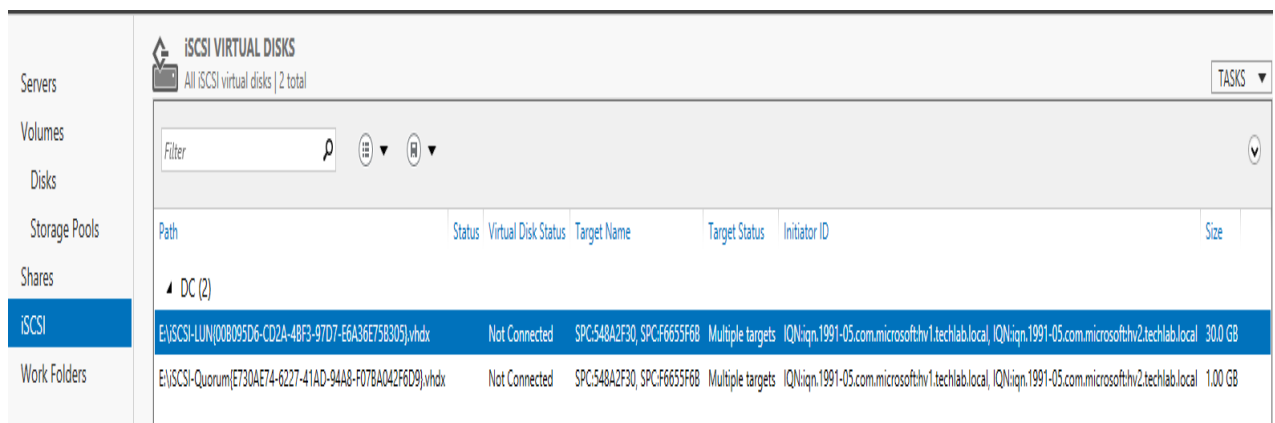 Servers
Volumes
Disks
Storage Pools
Shares
iSCSI
Work Folders
iSCSI VIRTUAL DISKS
All iSCSI virtual disks | 2 total
TASKS
Filter
Path Status Virtual Disk Status Target Name Target Status Initiator ID Size
DC (2)
E:\iSCSI-LUN{00B095D6-CD2A-4BF3-97D7-E6A36E75B305}.vhdx Not Connected SPC:548A2F30, SPC:F6655F6B Multiple targets IQN:iqn.1991-05.com.microsoft:hv1.techlab.local, IQN:iqn.1991-05.com.microsoft:hv2.techlab.local 30.0 GB
E:\iSCSI-Quorum{E730AE74-6227-41AD-94A8-F07BA042F6D9}.vhdx Not Connected SPC:548A2F30, SPC:F6655F6B Multiple targets IQN:iqn.1991-05.com.microsoft:hv1.techlab.local, IQN:iqn.1991-05.com.microsoft:hv2.techlab.local 1.00 GB